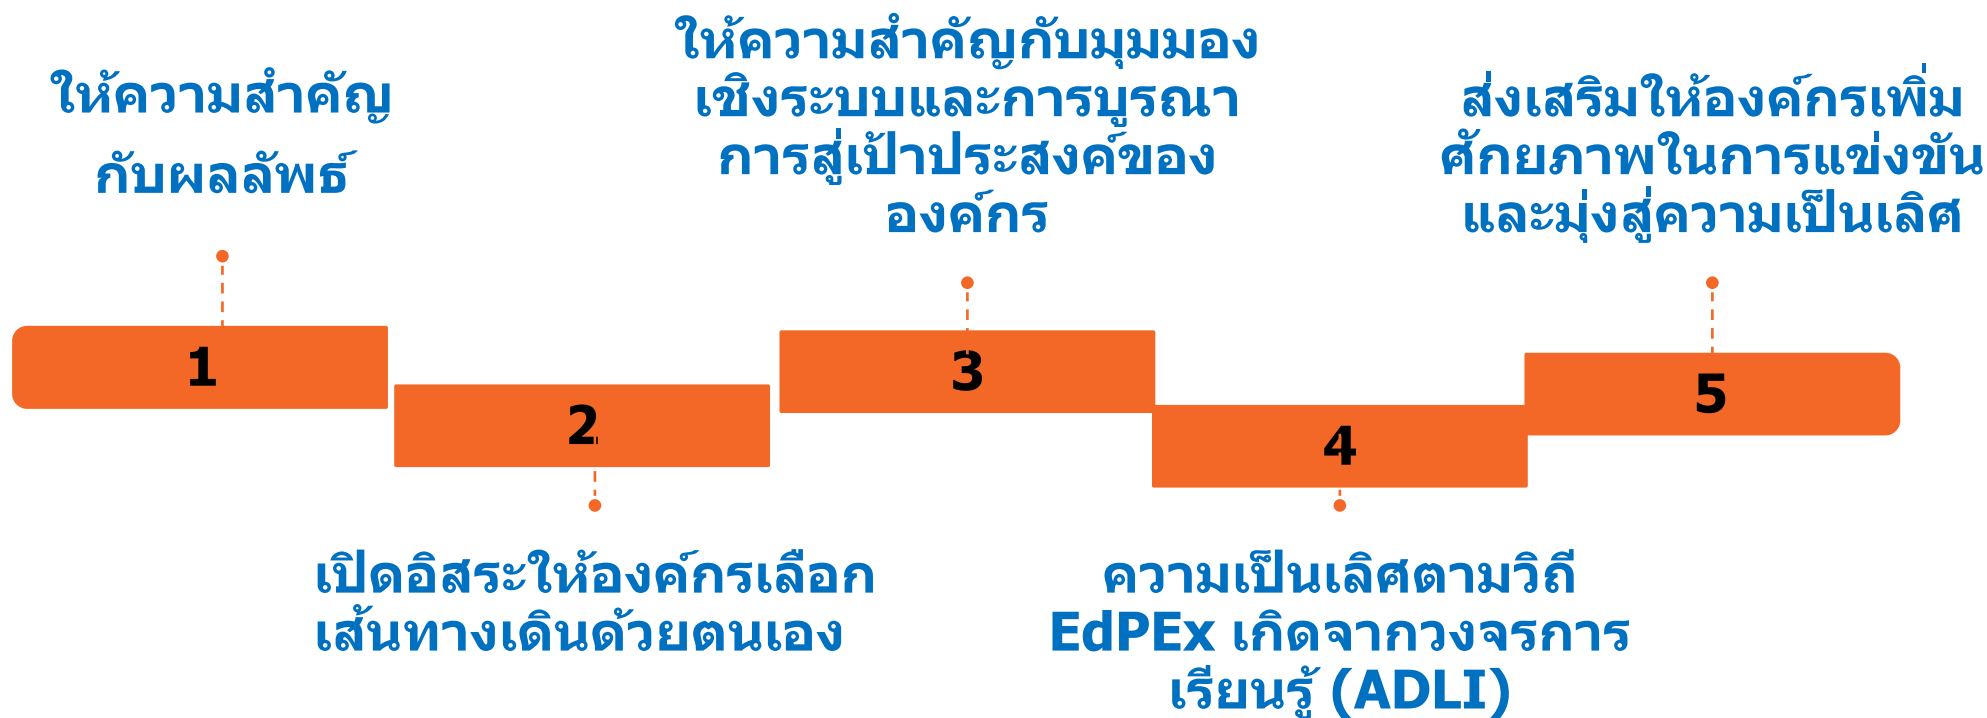 ให้ความสำคัญ
กับผลลัพธ์
1
2
เปิดอิสระให้องค์กรเลือก
เส้นทางเดินด้วยตนเอง
ให้ความสำคัญกับมุมมอง
เชิงระบบและการบูรณา
การสู่เป้าประสงค์ของ
องค์กร
3
4
ความเป็นเลิศตามวิถี
EdPEx เกิดจากวงจรการ
เรียนรู้ (ADLI)
ส่งเสริมให้องค์กรเพิ่ม
ศักยภาพในการแข่งขัน
และมุ่งสู่ความเป็นเลิศ
5